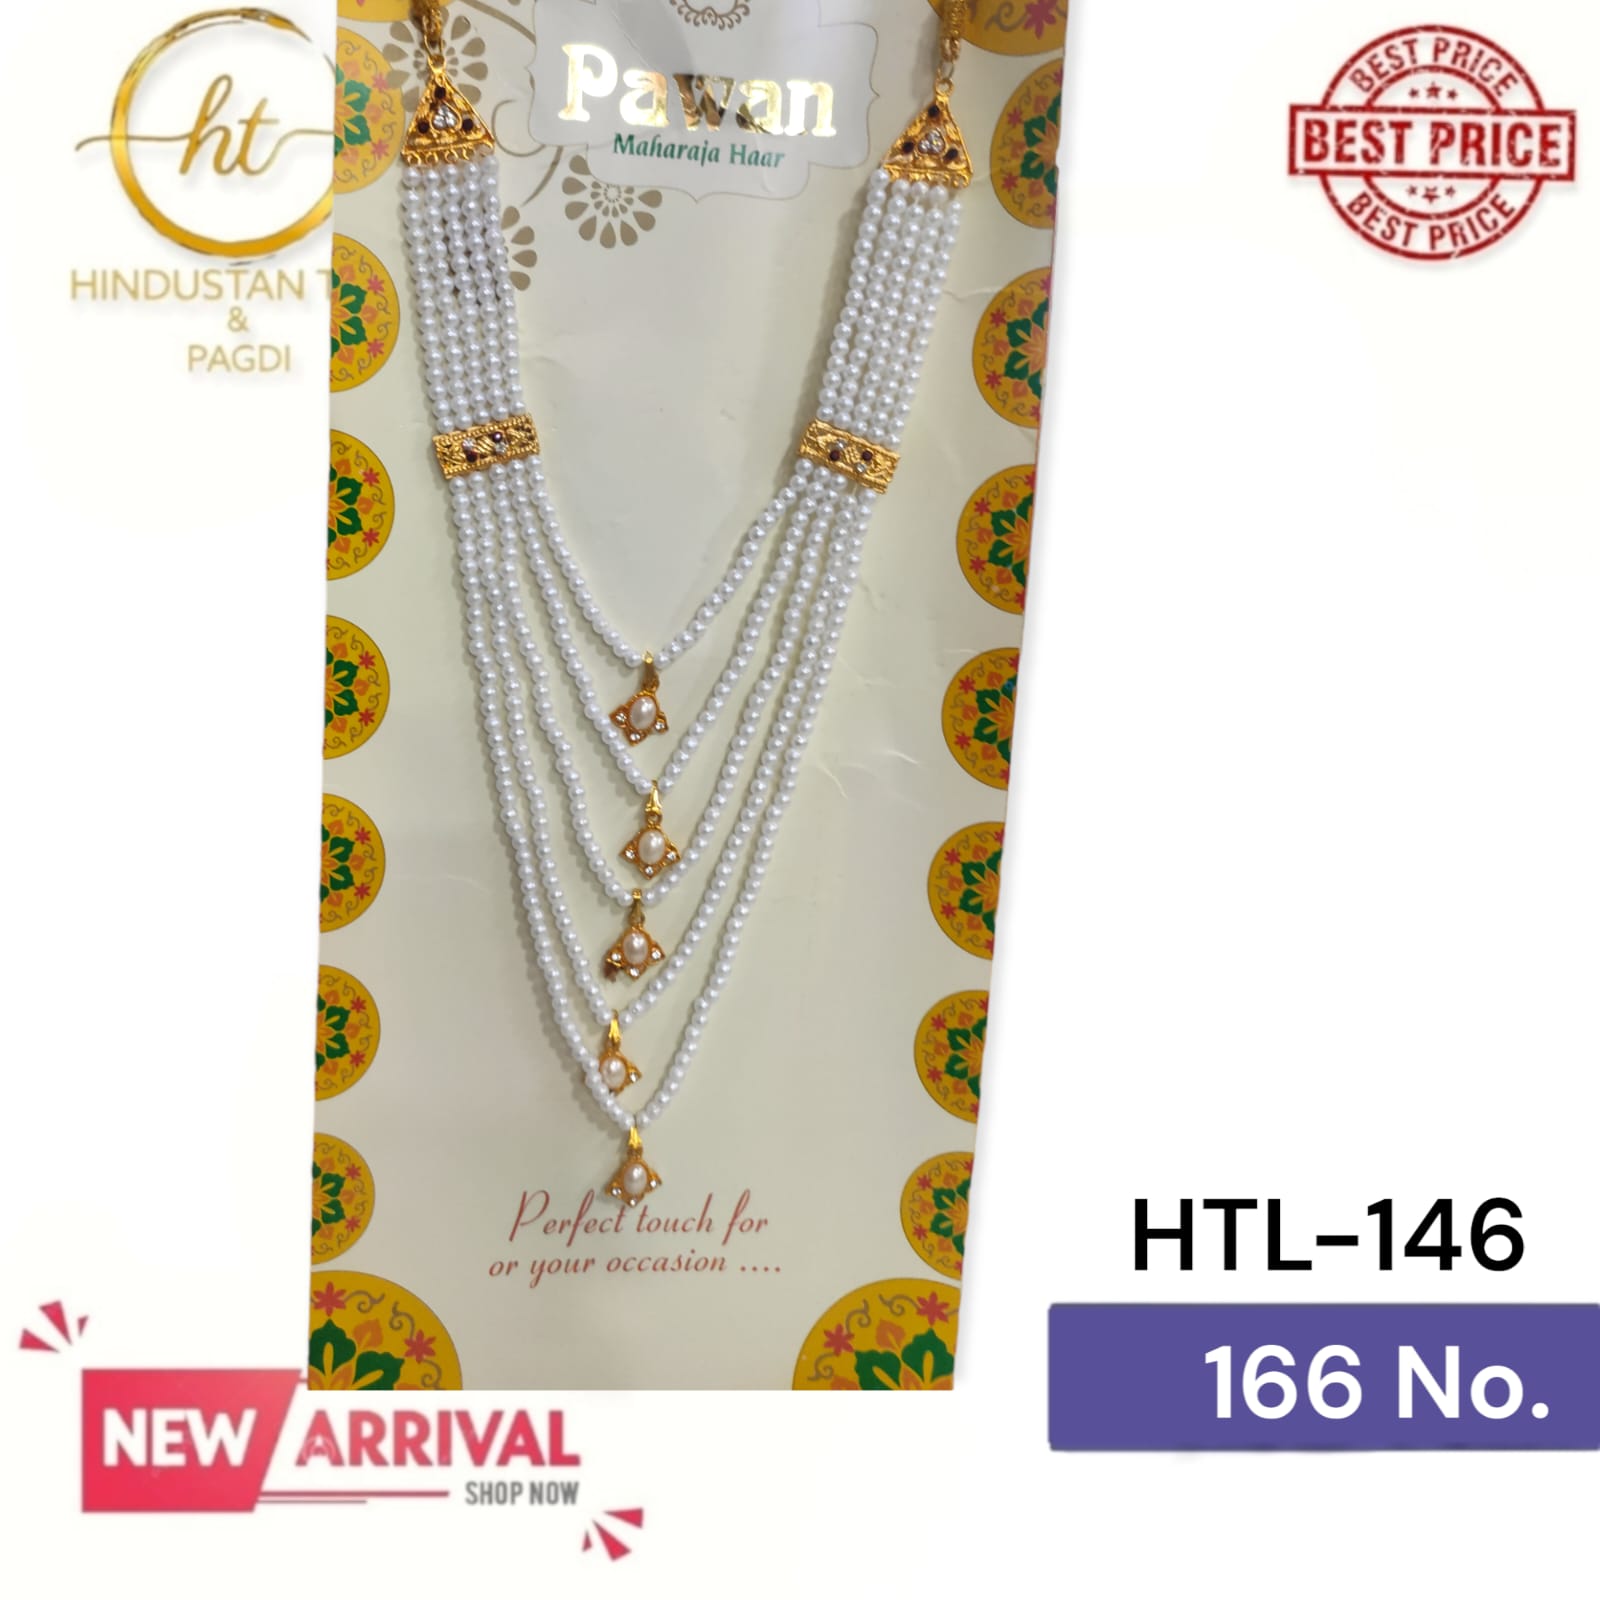 ht
HINDUSTAN
&
PAGDI
Pawan
Maharaja Haar
BEST PRICE
BEST PRICE
BEST PRICE
Perfect touch for
or your occasion ....
HTL-146
166 No.
NEW ARRIVAL
SHOP NOW